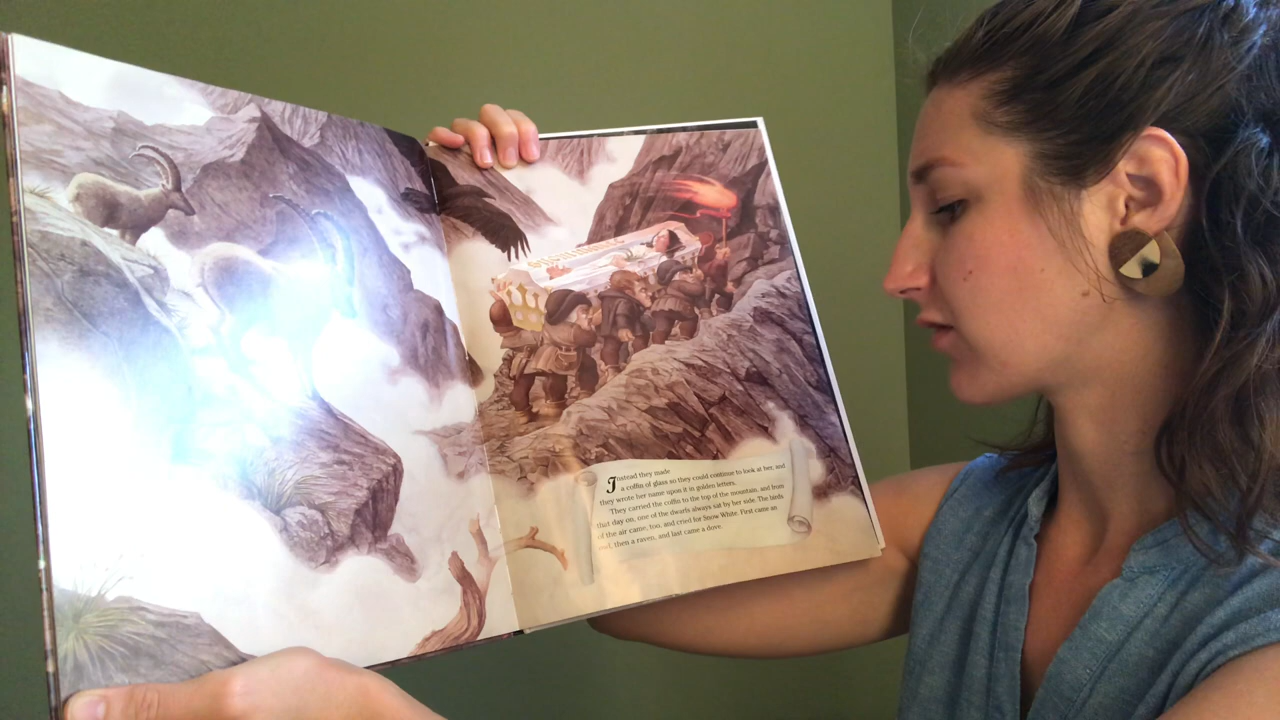 Instead they made
a coffin of glass so they could continue to look at her, and
they wrote her name upon it in golden letters.
They carried the coffin to the top of the mountain, and from
that day on, one of the dwarfs always sat by her side. The birds
of the air came, too, and cried for Snow White. First came an
owl, then a raven, and last came a dove.